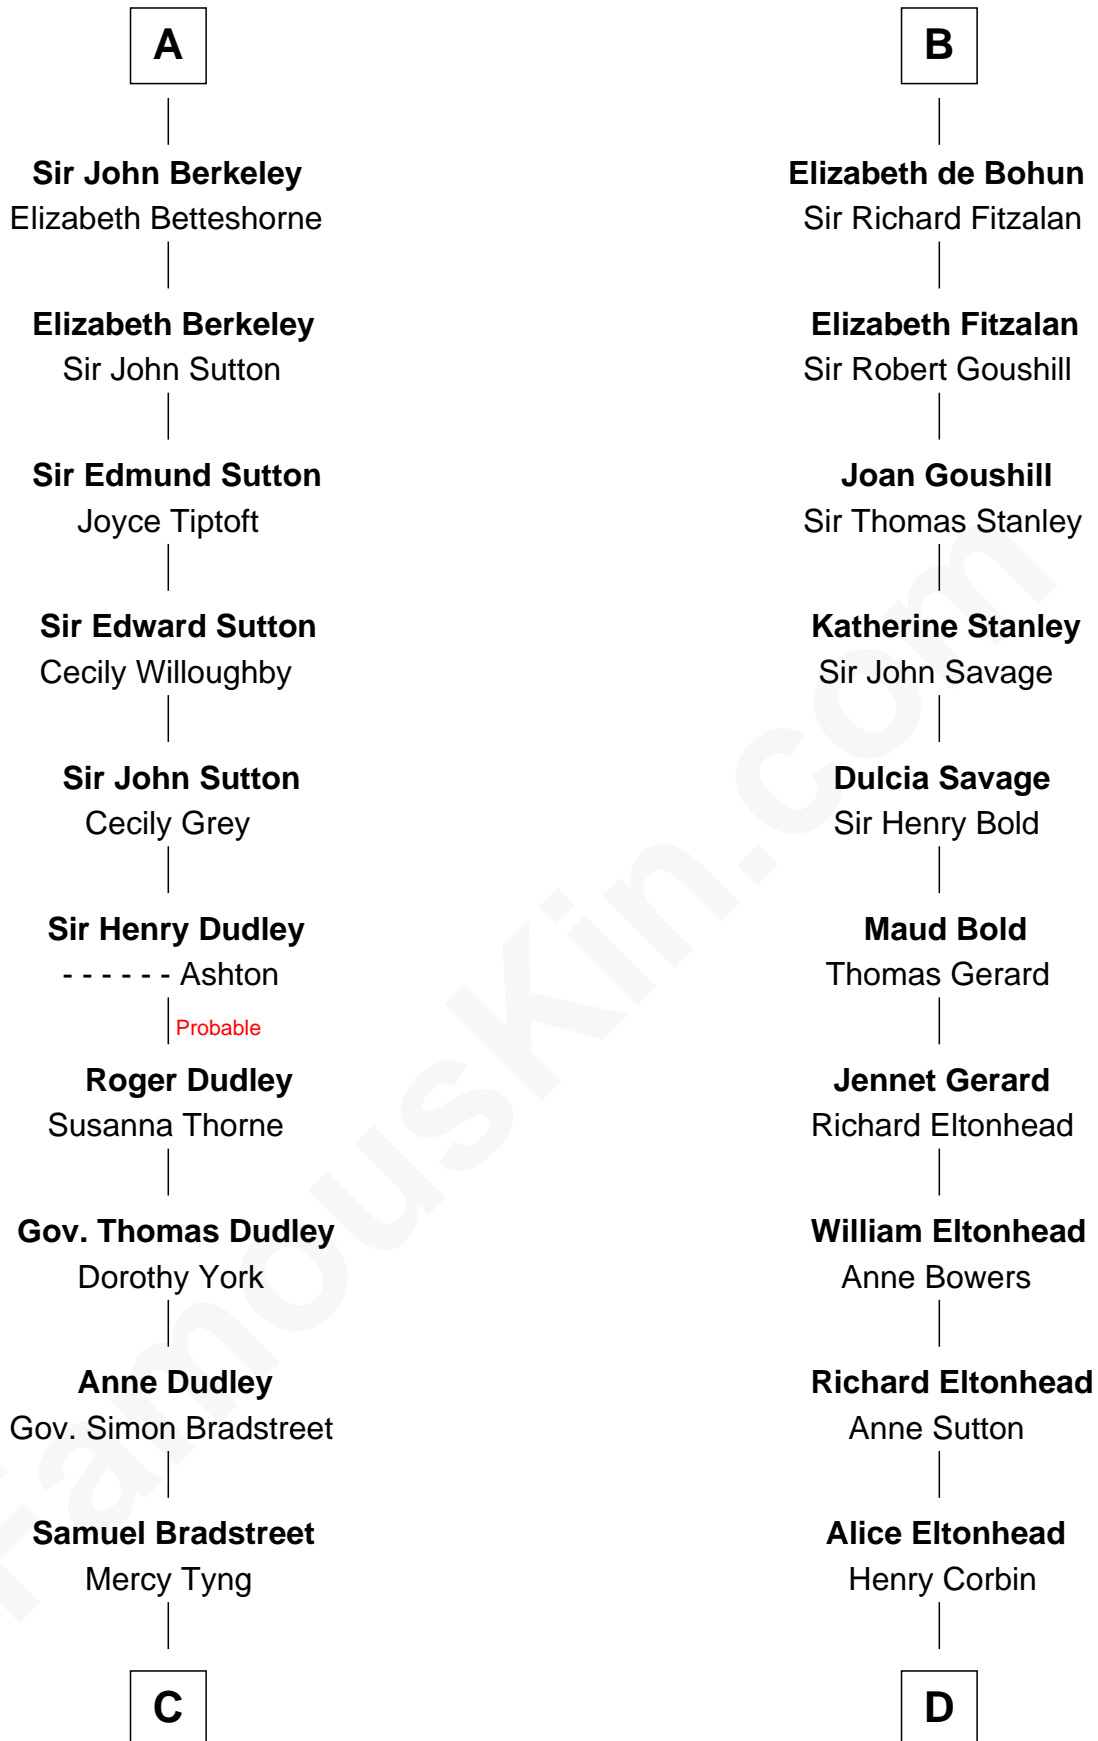 A
Sir John Berkeley
Elizabeth Betteshorne
Elizabeth Berkeley
Sir John Sutton
Sir Edmund Sutton
Joyce Tiptoft
Sir Edward Sutton
Cecily Willoughby
Sir John Sutton
Cecily Grey
Sir Henry Dudley
- - - - - - Ashton
Probable
Roger Dudley
Susanna Thorne
Gov. Thomas Dudley
Dorothy York
Anne Dudley
Gov. Simon Bradstreet
Samuel Bradstreet
Mercy Tyng
C
B
Elizabeth de Bohun
Sir Richard Fitzalan
Elizabeth Fitzalan
Sir Robert Goushill
Joan Goushill
Sir Thomas Stanley
Katherine Stanley
Sir John Savage
Dulcia Savage
Sir Henry Bold
Maud Bold
Thomas Gerard
Jennet Gerard
Richard Eltonhead
William Eltonhead
Anne Bowers
Richard Eltonhead
Anne Sutton
Alice Eltonhead
Henry Corbin
D
FamousKin.com